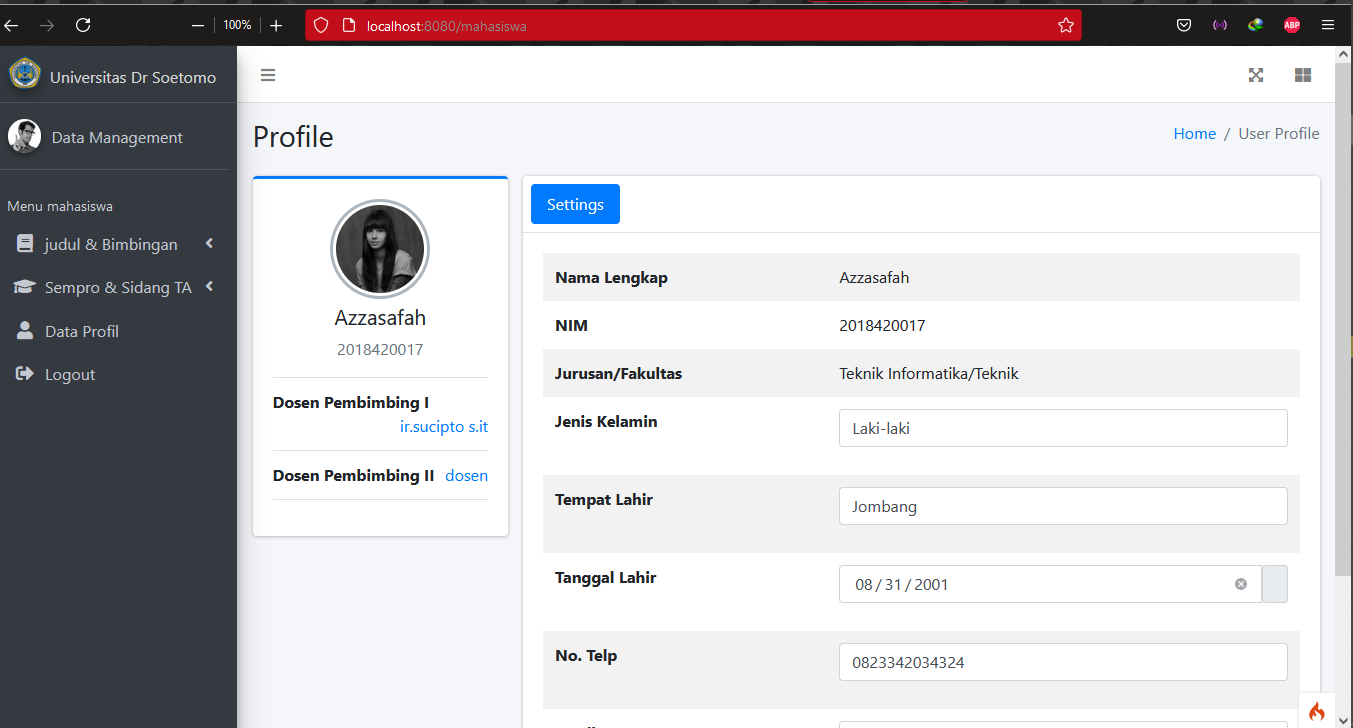 100%
localhost:8080/mahasiswa
ABP
Universitas Dr Soetomo
Data Management
Menu mahasiswa
judul & Bimbingan
Sempro & Sidang TA
Data Profil
Logout
Profile
Home / User Profile
Azzasafah
2018420017
Dosen Pembimbing I
ir.sucipto s.it
Dosen Pembimbing II dosen
Settings
Nama Lengkap Azzasafah
NIM 2018420017
Jurusan/Fakultas Teknik Informatika/Teknik
Jenis Kelamin Laki-laki
Tempat Lahir Jombang
Tanggal Lahir 08 / 31 / 2001
No. Telp 0823342034324